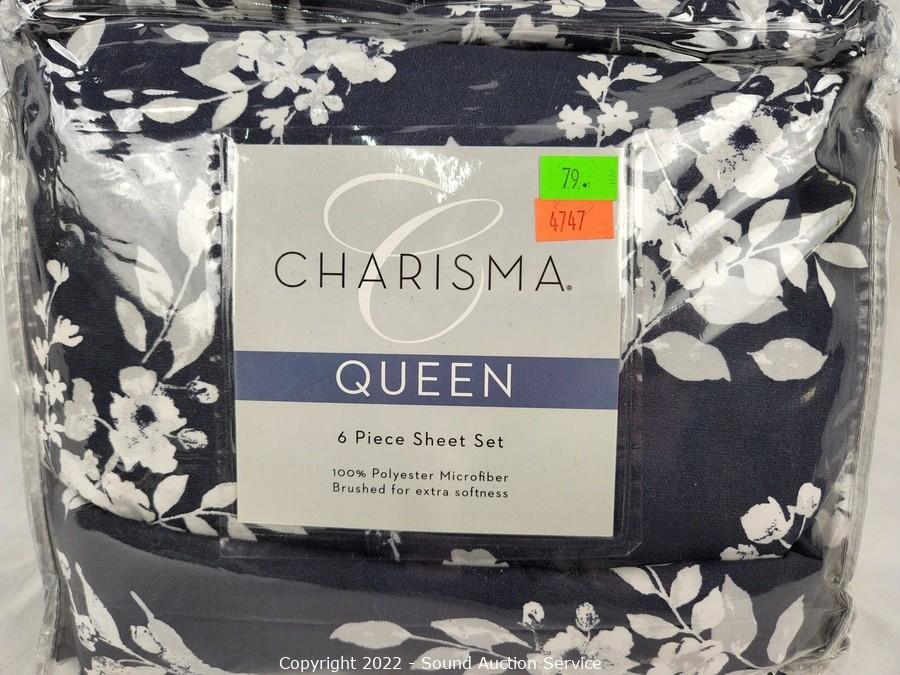 79.
4747
C
CHARISMA®
QUEEN
6 Piece Sheet Set
100% Polyester Microfiber
Brushed for extra softness
Copyright 2022 - Sound Auction Service